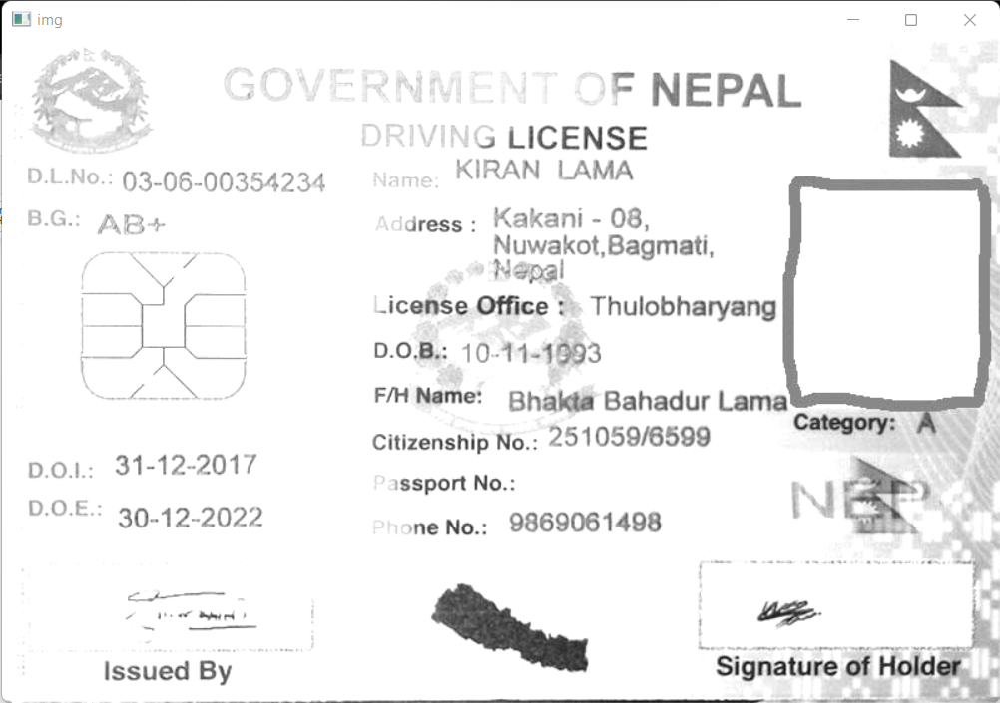 img
GOVERNMENT OF NEPAL
DRIVING LICENSE
D.L.No.: 03-06-00354234
Name: KIRAN LAMA
B.G.: AB+
Address : Kakani - 08,
Nuwakot,Bagmati,
Nepal
License Office : Thulobharyang
D.O.B.: 10-11-1993
F/H Name: Bhakta Bahadur Lama
Category: A
Citizenship No.: 251059/6599
D.O.I.: 31-12-2017
Passport No.:
NEP
D.O.E.: 30-12-2022
Phone No.: 9869061498
Issued By
Signature of Holder